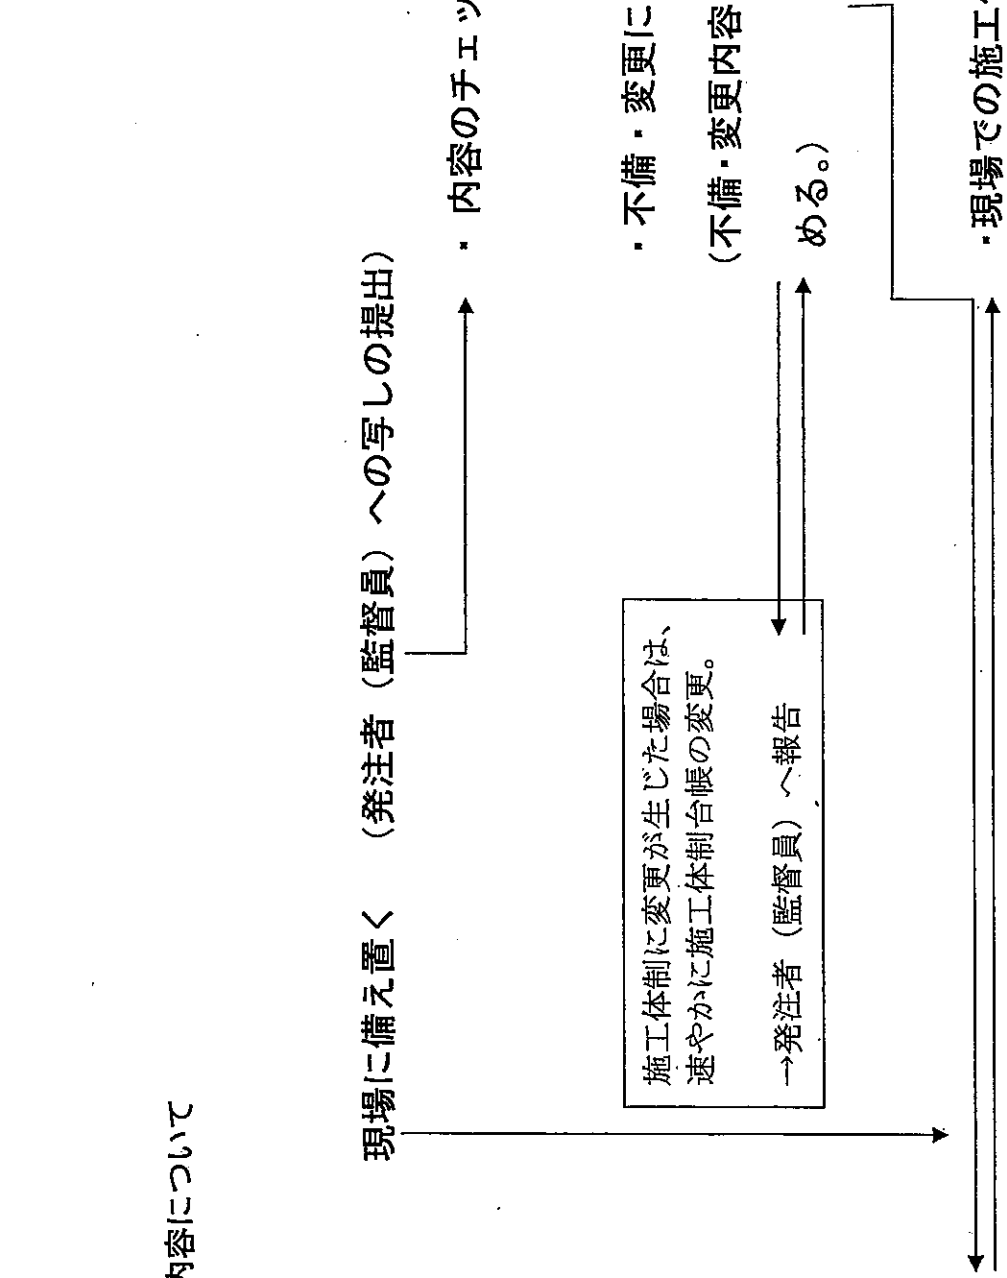 内容について
現場に備え置く （発注者（監督員）への写しの提出）
・ 内容のチェッ
施工体制に変更が生じた場合は、
速やかに施工体制台帳の変更。
→発注者（監督員）へ報告
・不備・変更に
（不備・変更内容
める。）
・現場での施工